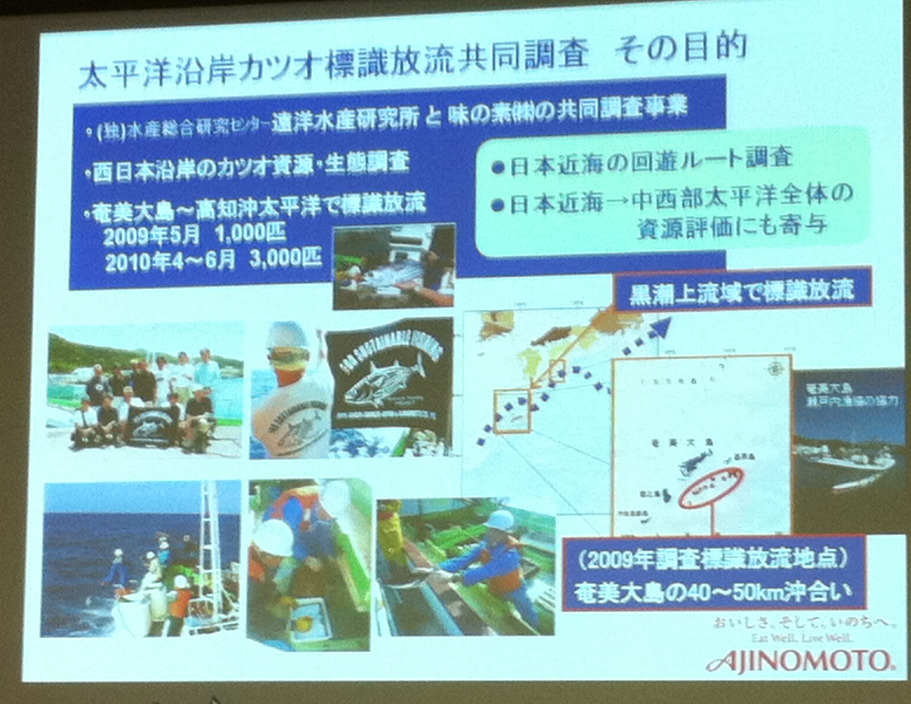 太平洋沿岸カツオ標識放流共同調査 その目的
・(独)水産総合研究センター遠洋水産研究所 と 味の素㈱の共同調査事業
・西日本沿岸のカツオ資源・生態調査
・奄美大島～高知沖太平洋で標識放流
2009年5月 1,000匹
2010年4～6月 3,000匹
●日本近海の回遊ルート調査
●日本近海→中西部太平洋全体の
資源評価にも寄与
黒潮上流域で標識放流
FOR SUSTAINABLE FISHING
奄美大島
瀬戸内漁協の協力
奄美大島
(2009年調査標識放流地点)
奄美大島の40～50km沖合い
おいしさ、そして、いのちへ。
Eat Well, Live Well.
AJINOMOTO®